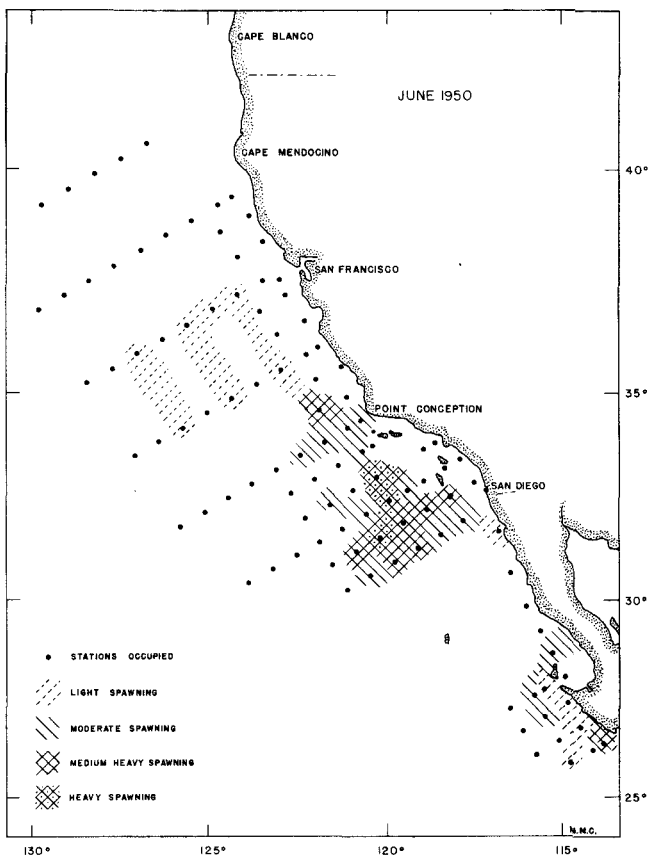 CAPE BLANCO
JUNE 1950
CAPE MENDOCINO
40°
SAN FRANCISCO
35°
POINT CONCEPTION
SAN DIEGO
30°
STATIONS OCCUPIED
LIGHT SPAWNING
MODERATE SPAWNING
MEDIUM HEAVY SPAWNING
HEAVY SPAWNING
25°
N.M.C.
130° 125° 120° 115°